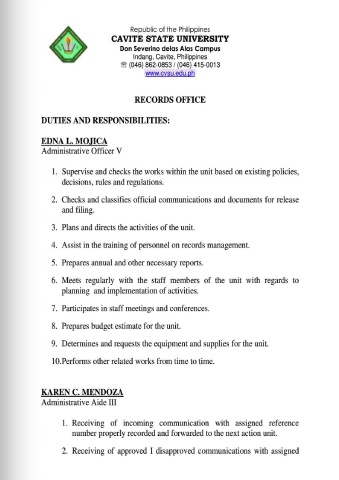 Republic of the Philippines
CAVITE STATE UNIVERSITY
Don Severino delas Alas Campus
Indang, Cavite, Philippines
☏ (046) 862-0853 / (046) 415-0013
www.cvsu.edu.ph
RECORDS OFFICE
DUTIES AND RESPONSIBILITIES:
EDNA L. MOJICA
Administrative Officer V
1. Supervise and checks the works within the unit based on existing policies,
decisions, rules and regulations.
2. Checks and classifies official communications and documents for release
and filing.
3. Plans and directs the activities of the unit.
4. Assist in the training of personnel on records management.
5. Prepares annual and other necessary reports.
6. Meets regularly with the staff members of the unit with regards to
planning and implementation of activities.
7. Participates in staff meetings and conferences.
8. Prepares budget estimate for the unit.
9. Determines and requests the equipment and supplies for the unit.
10.Performs other related works from time to time.
KAREN C. MENDOZA
Administrative Aide III
1. Receiving of incoming communication with assigned reference
number properly recorded and forwarded to the next action unit.
2. Receiving of approved I disapproved communications with assigned